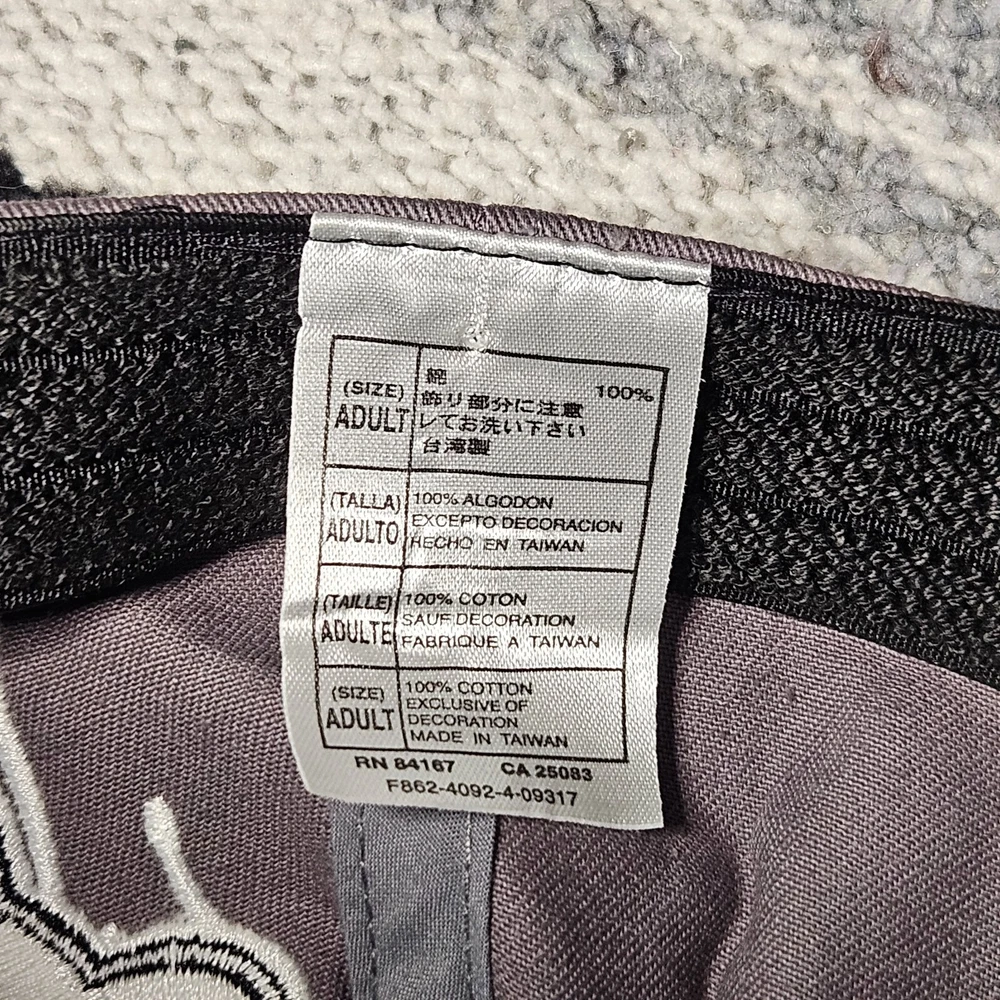 (SIZE)
ADULT
綿 100%
飾り部分に注意
してお洗い下さい
台湾製
(TALLA)
ADULTO
100% ALGODON
EXCEPTO DECORACION
HECHO EN TAIWAN
(TAILLE)
ADULTE
100% COTON
SAUF DECORATION
FABRIQUE A TAIWAN
(SIZE)
ADULT
100% COTTON
EXCLUSIVE OF
DECORATION
MADE IN TAIWAN
RN 84167 CA 25083
F862-4092-4-09317